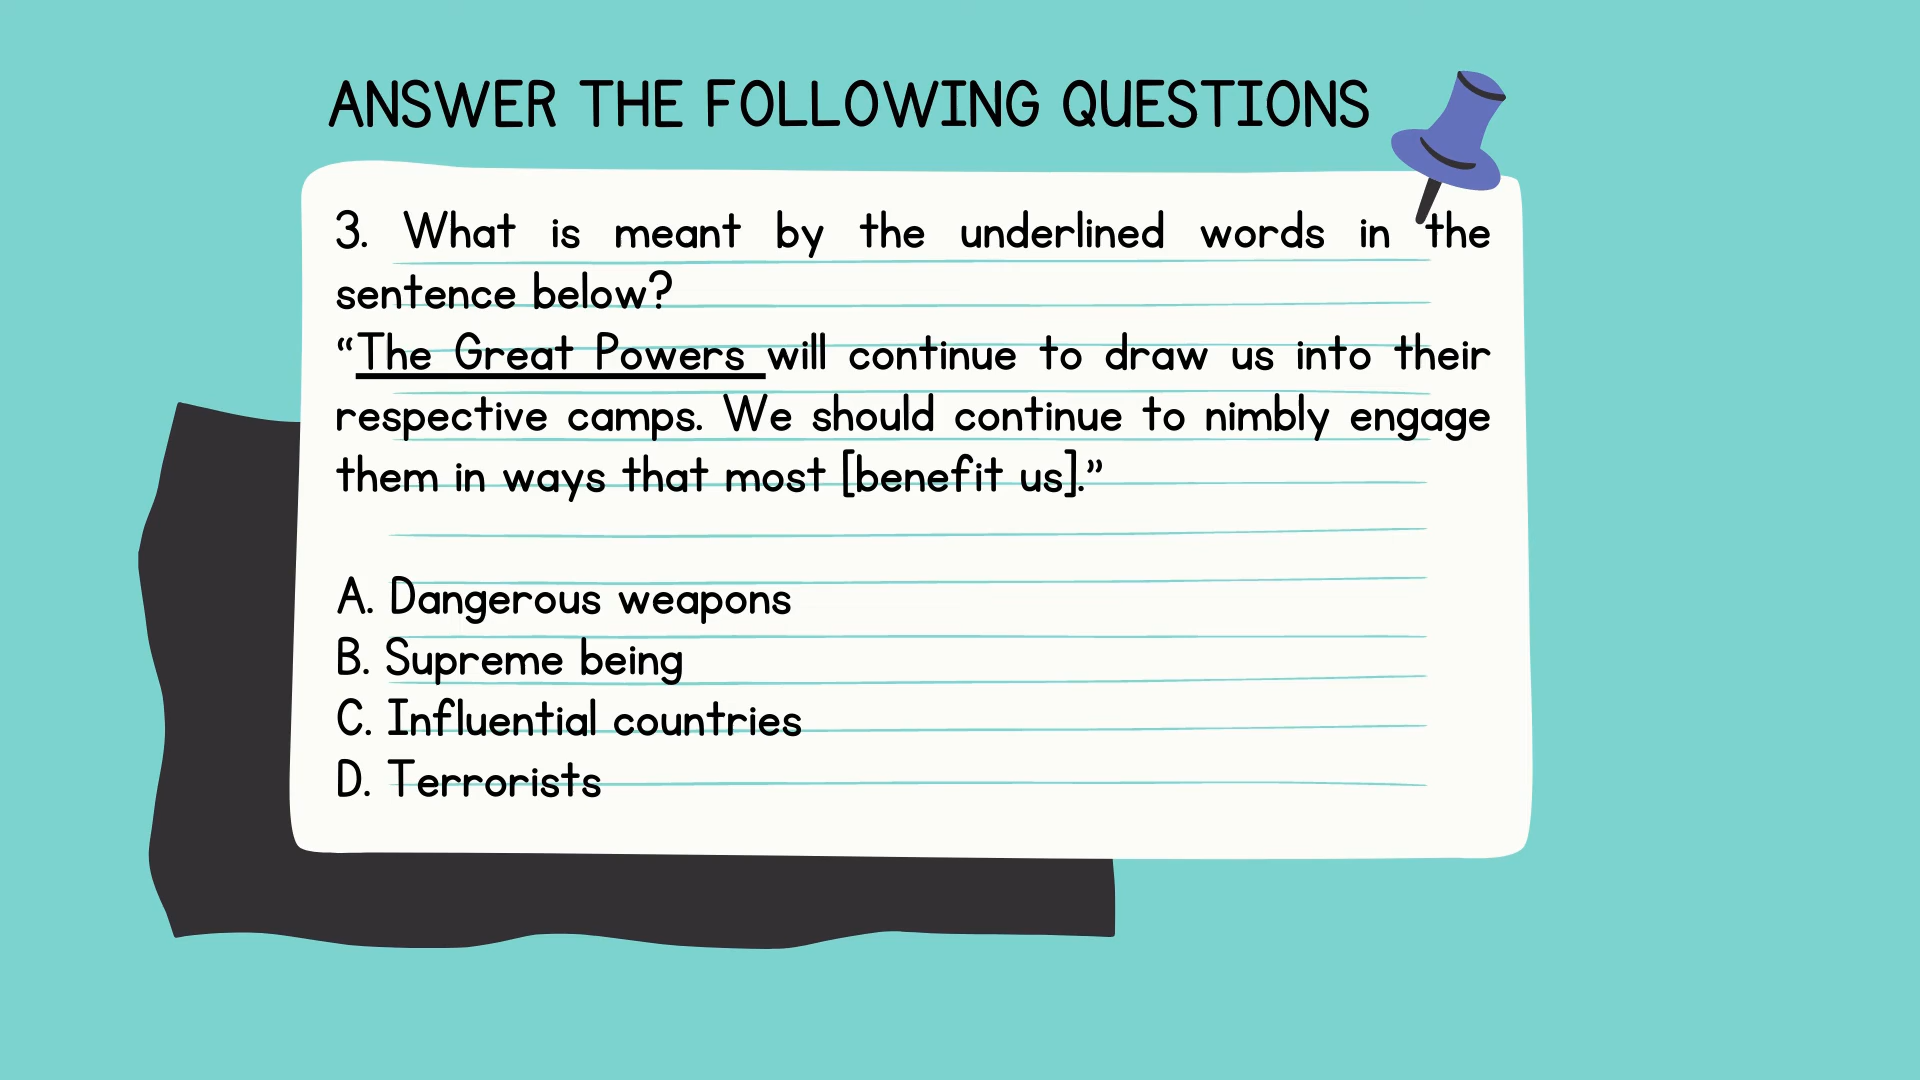 ANSWER THE FOLLOWING QUESTIONS
3. What is meant by the underlined words in the
sentence below?
“The Great Powers will continue to draw us into their
respective camps. We should continue to nimbly engage
them in ways that most [benefit us].”
A. Dangerous weapons
B. Supreme being
C. Influential countries
D. Terrorists